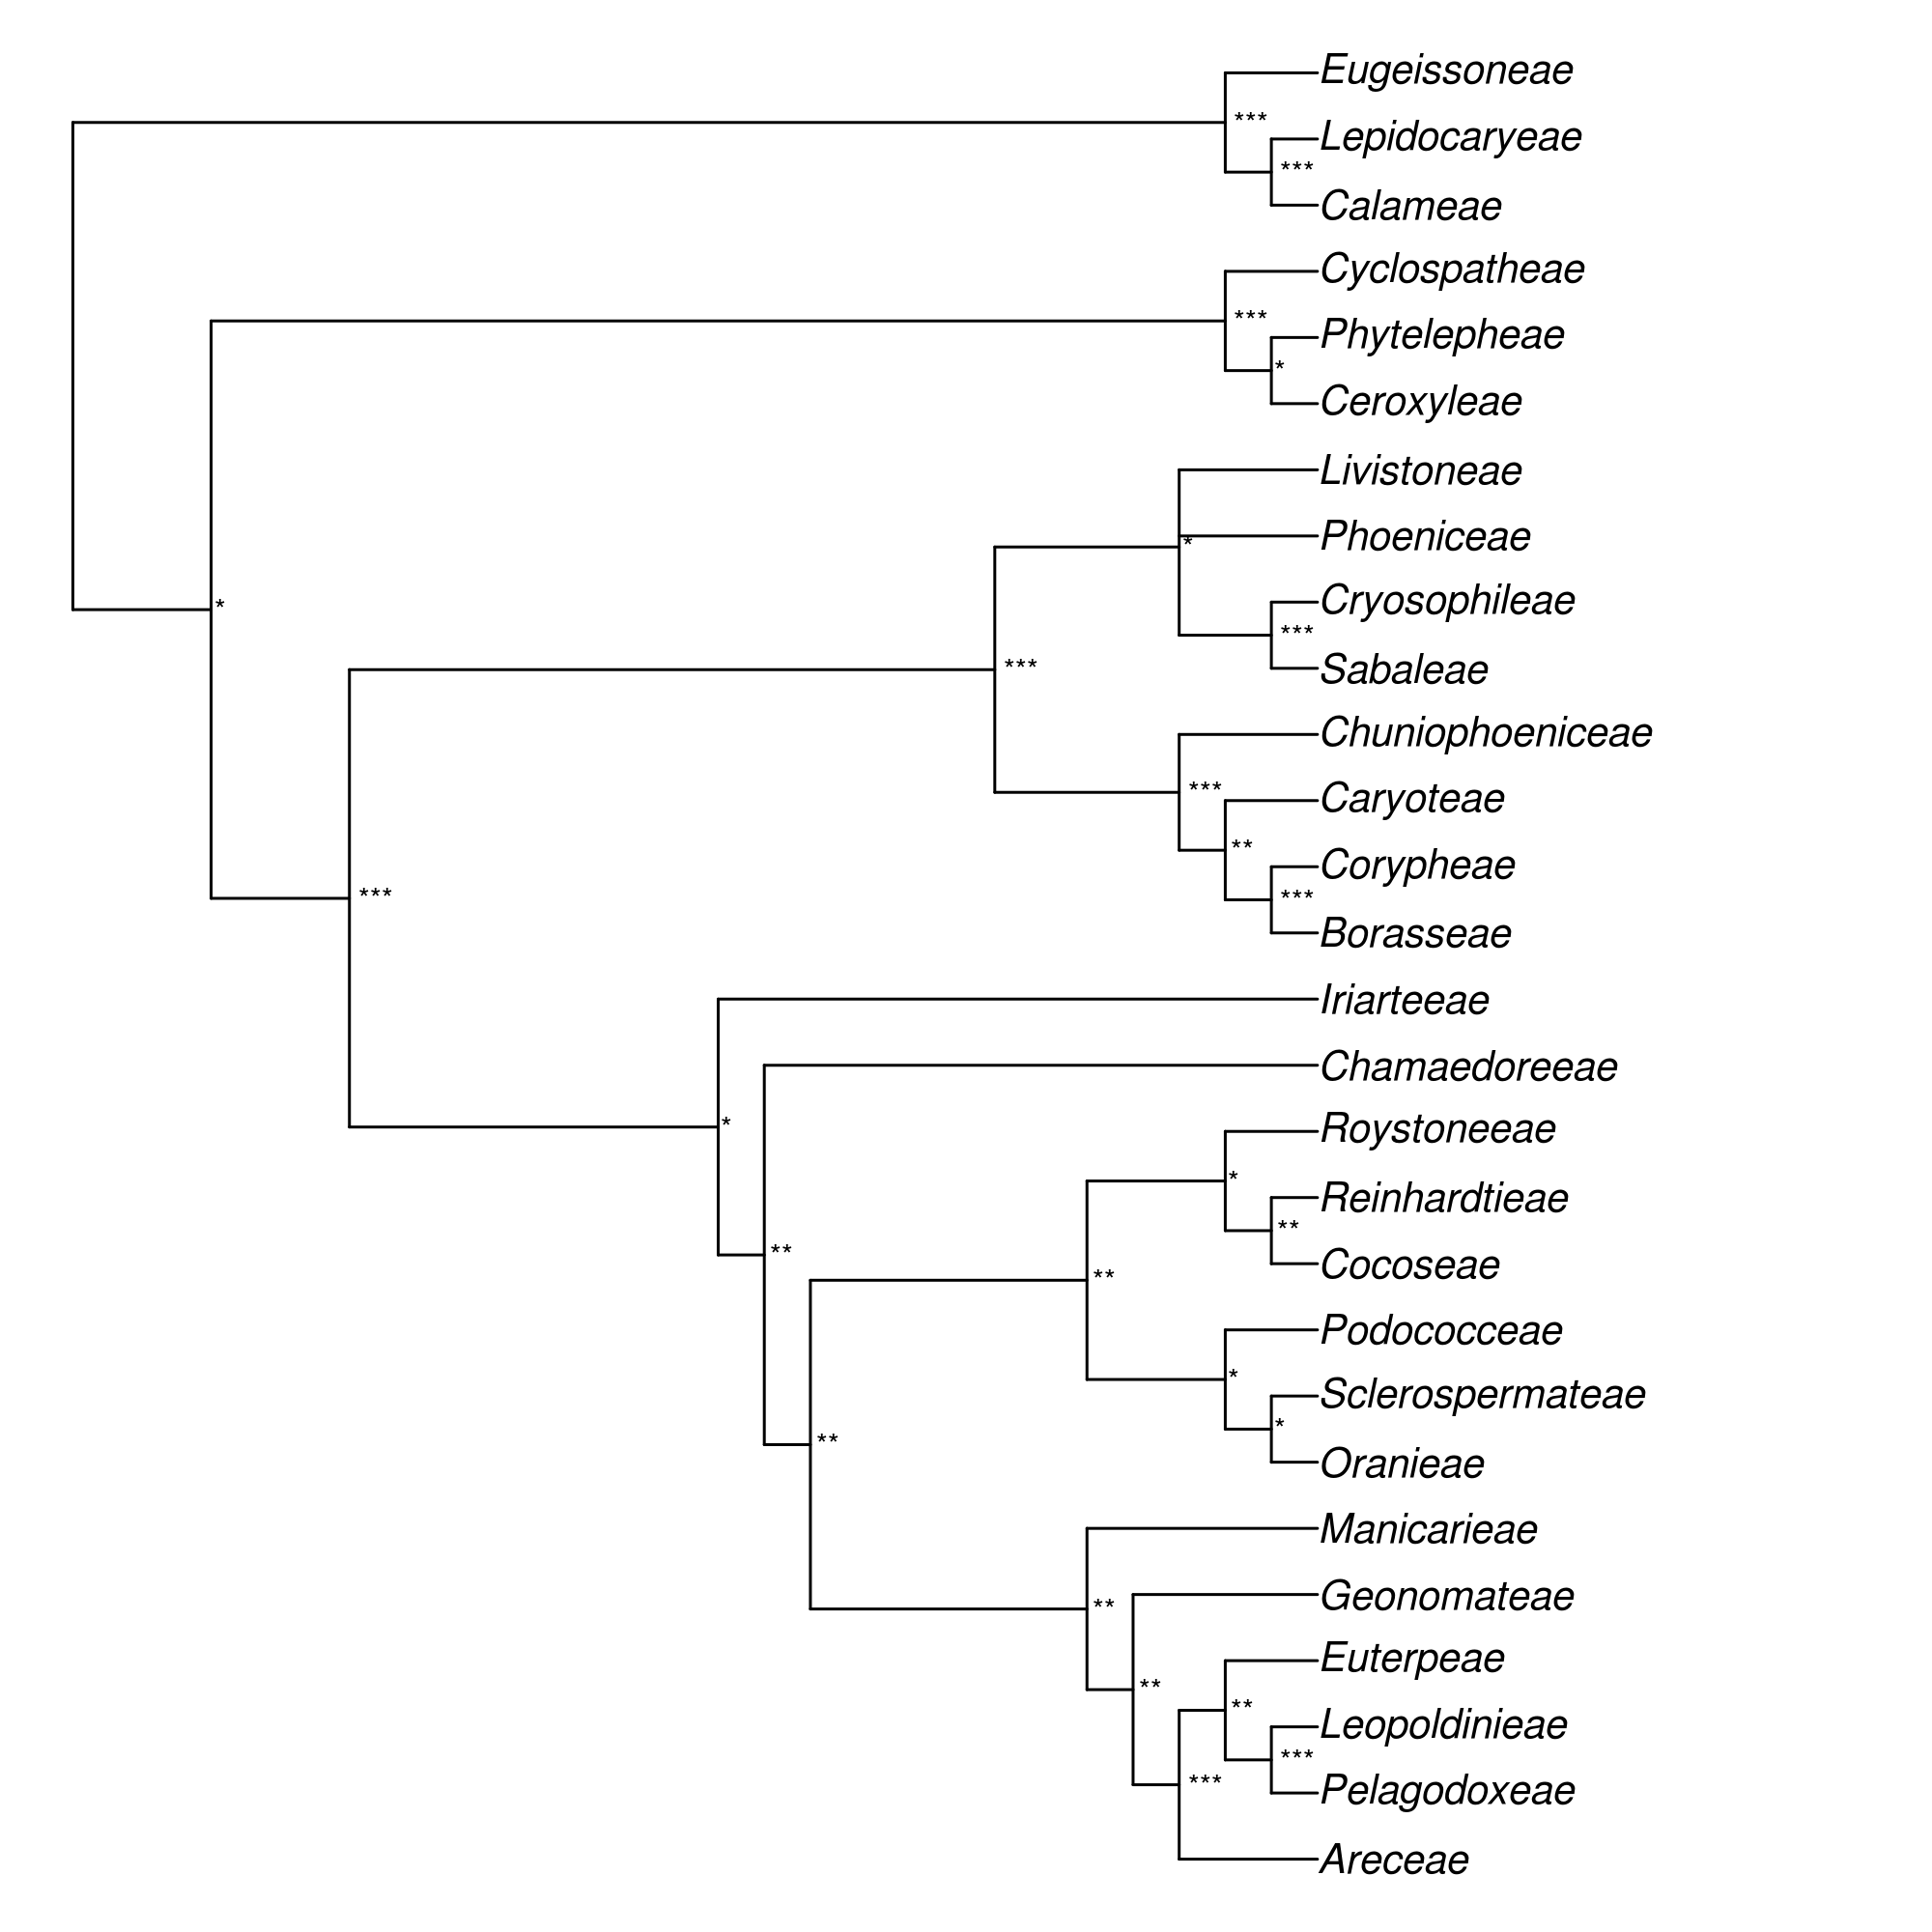 Eugeissoneae
***
Lepidocaryeae
***
Calameae
Cyclospatheae
***
Phytelepheae
*
Ceroxyleae
Livistoneae
Phoeniceae
*
Cryosophileae
*
***
Sabaleae
***
Chuniophoeniceae
***
Caryoteae
**
Corypheae
***
***
Borasseae
Iriarteeae
Chamaedoreeae
*
Roystoneeae
*
Reinhardtieae
**
**
Cocoseae
**
Podococceae
*
Sclerospermateae
*
**
Oranieae
Manicarieae
Geonomateae
**
Euterpeae
**
**
Leopoldinieae
***
***
Pelagodoxeae
Areceae